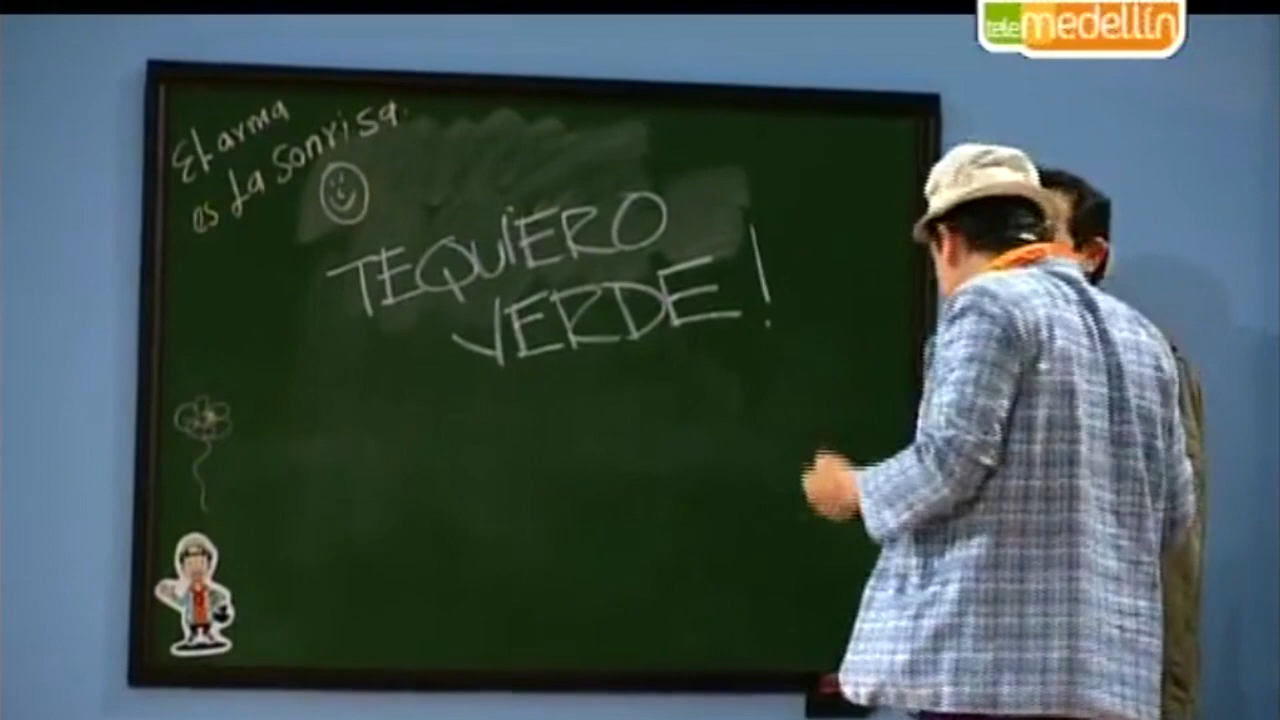 telemedellín
El arma
es la sonrisa.
TEQUIERO
VERDE!